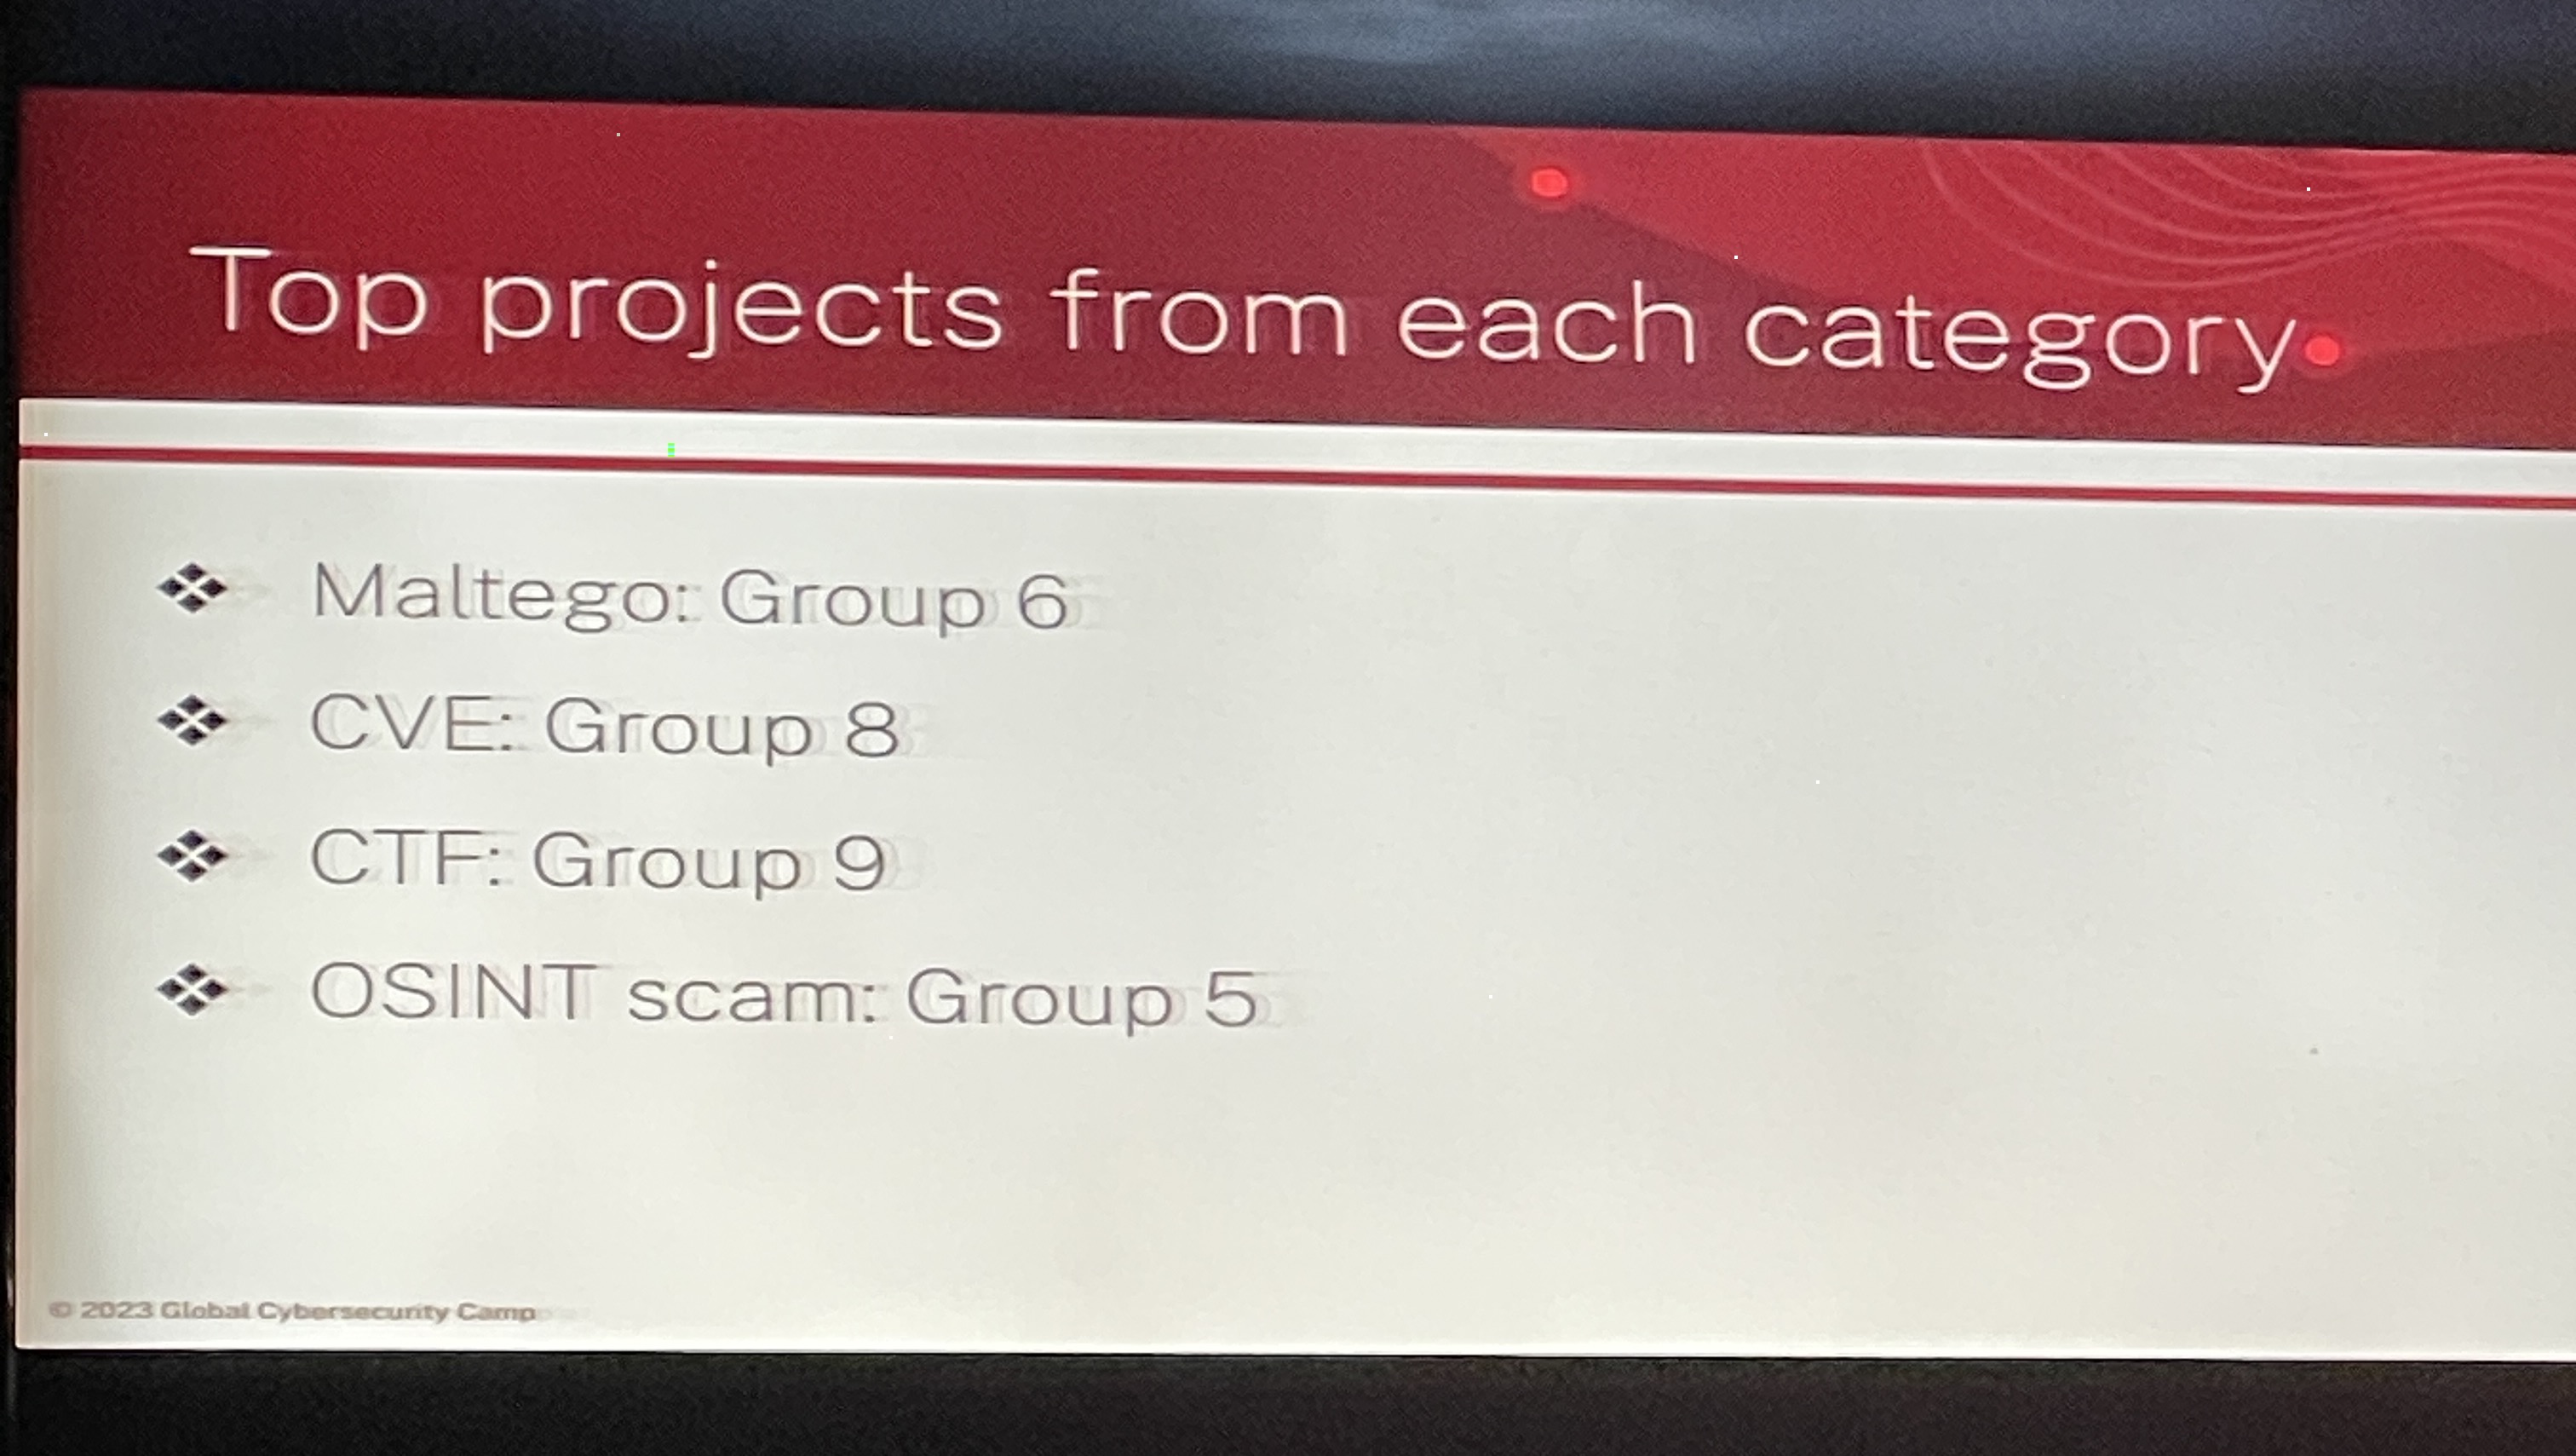 Top projects from each category
❖ Maltego: Group 6
❖ CVE: Group 8
❖ CTF: Group 9
❖ OSINT scam: Group 5
© 2023 Global Cybersecurity Camp